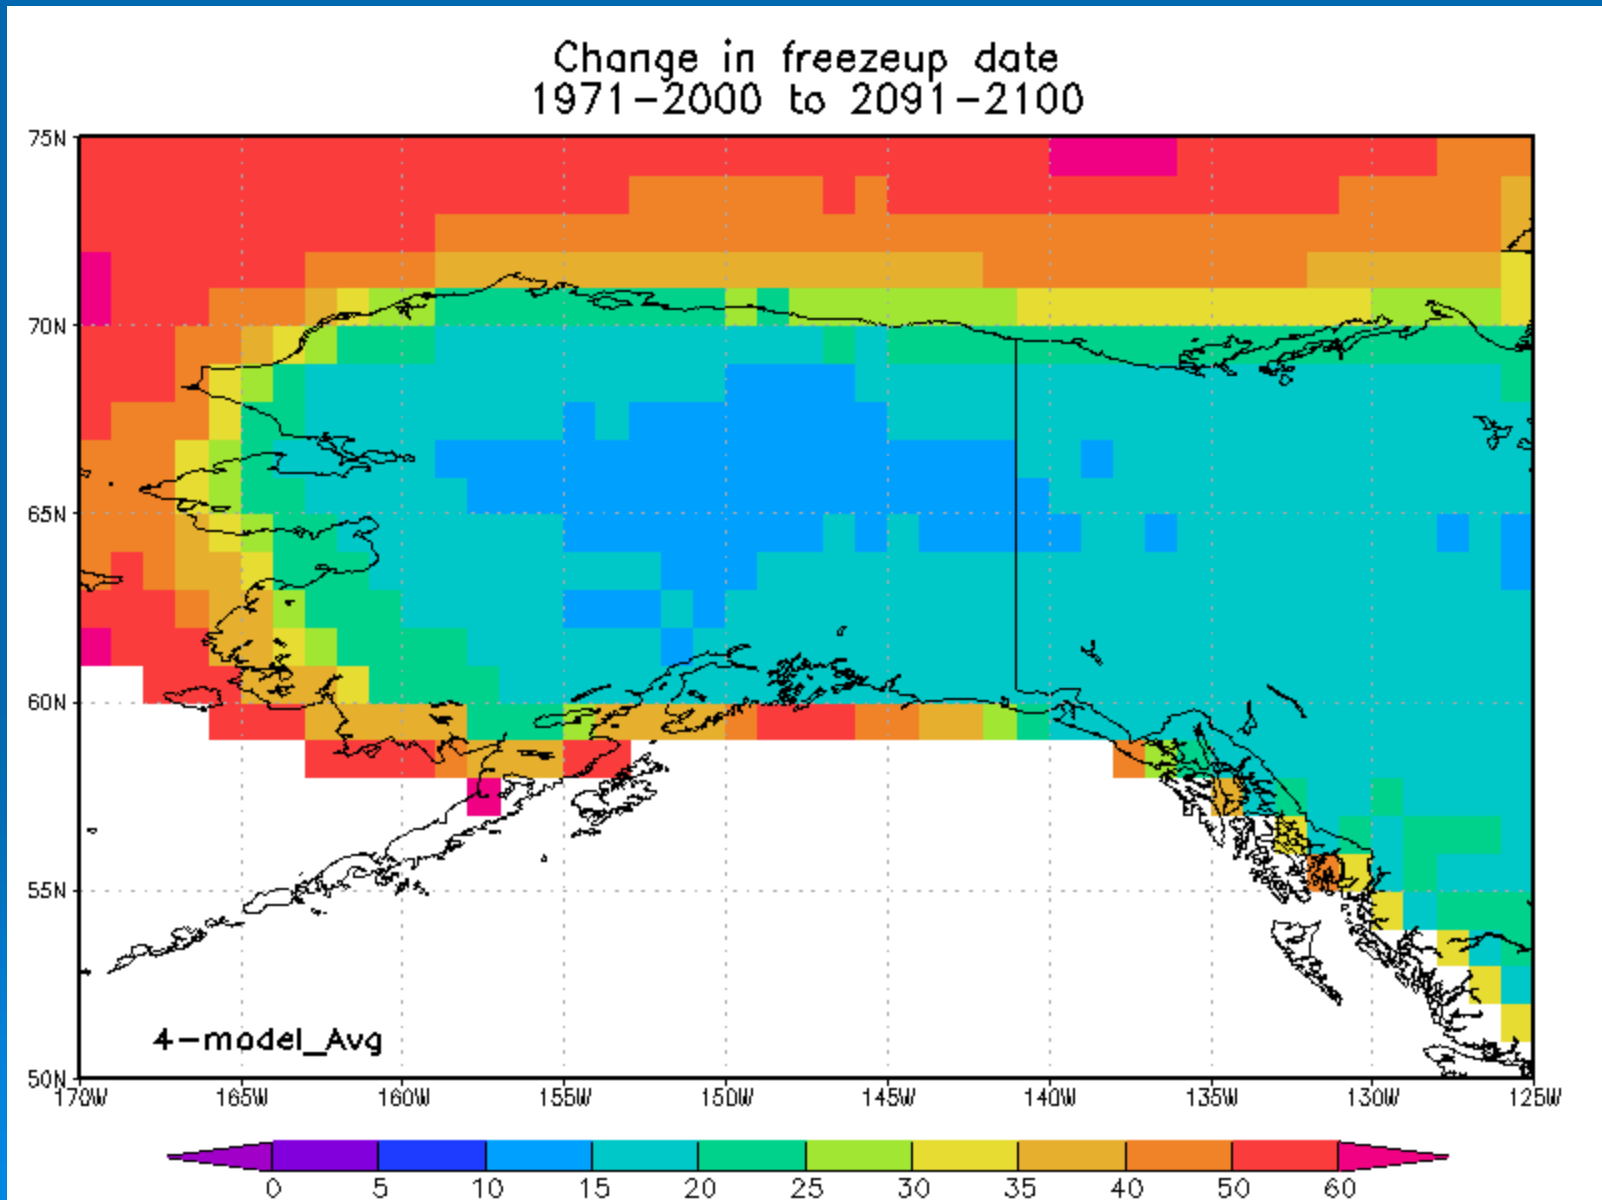 Change in freezeup date
1971-2000 to 2091-2100
75N
70N
65N
60N
55N
50N
4-model_Avg
170W 165W 160W 155W 150W 145W 140W 135W 130W 125W
0 5 10 15 20 25 30 35 40 50 60